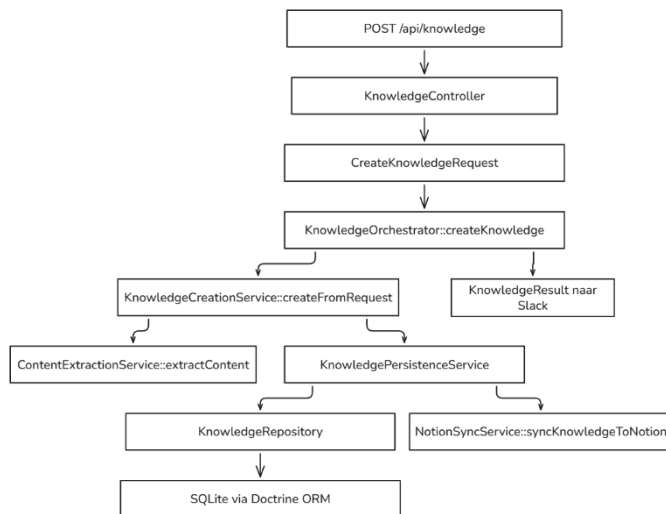 POST /api/knowledge
KnowledgeController
CreateKnowledgeRequest
KnowledgeOrchestrator::createKnowledge
KnowledgeCreationService::createFromRequest
KnowledgeResult naar
Slack
ContentExtractionService::extractContent
KnowledgePersistenceService
KnowledgeRepository
NotionSyncService::syncKnowledgeToNotion
SQLite via Doctrine ORM